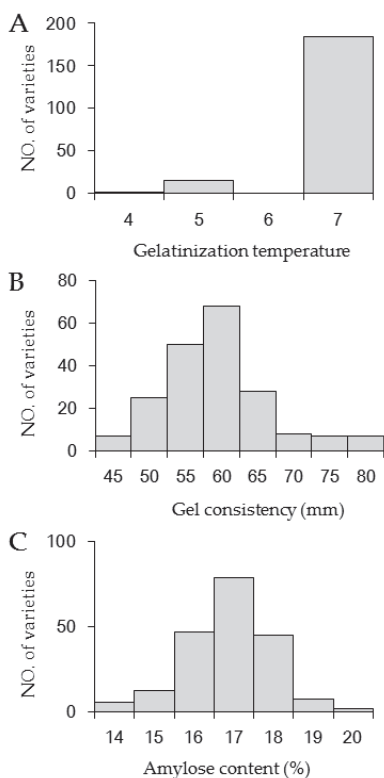 A
200
150
100
50
0
NO. of varieties
4 5 6 7
Gelatinization temperature
B
80
60
40
20
0
NO. of varieties
45 50 55 60 65 70 75 80
Gel consistency (mm)
C
100
50
0
NO. of varieties
14 15 16 17 18 19 20
Amylose content (%)